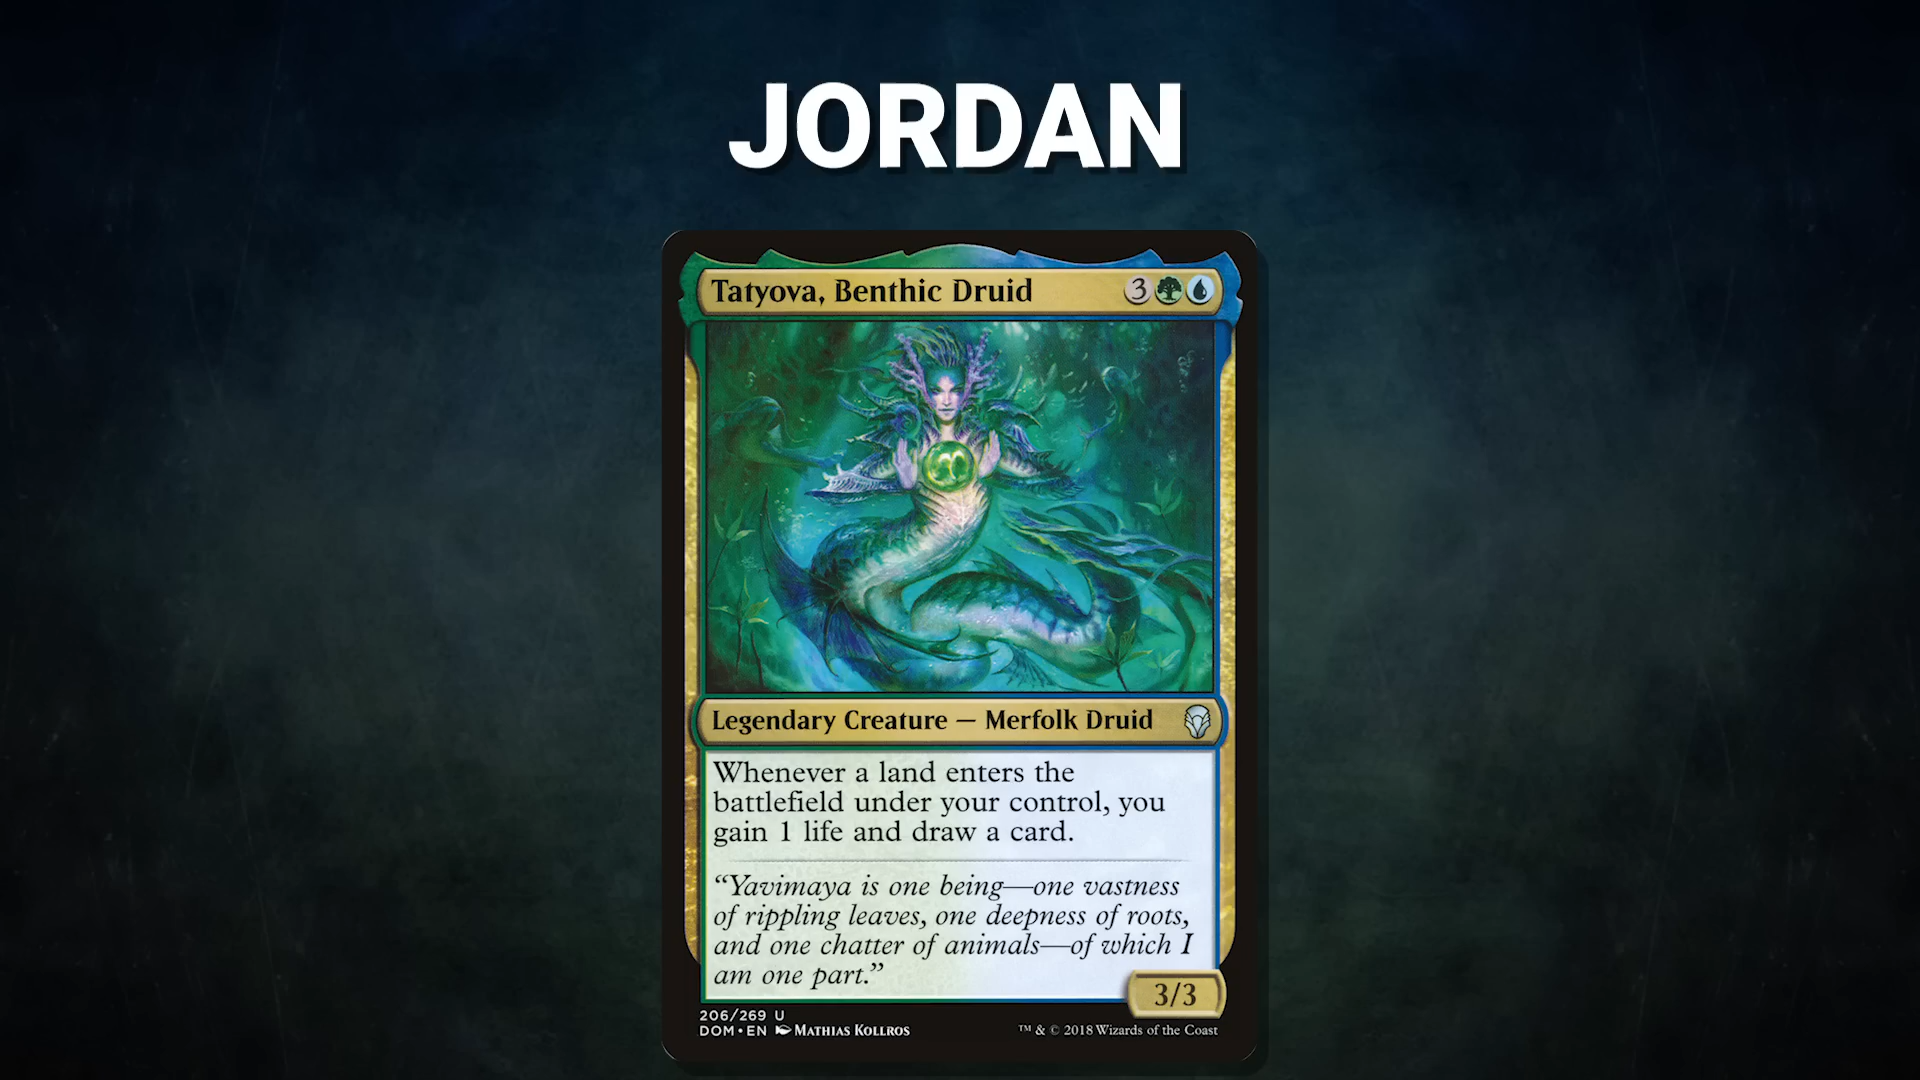 JORDAN
Tatyova, Benthic Druid 3
Legendary Creature — Merfolk Druid
Whenever a land enters the
battlefield under your control, you
gain 1 life and draw a card.
“Yavimaya is one being—one vastness
of rippling leaves, one deepness of roots,
and one chatter of animals—of which I
am one part.”
3/3
206/269 U
DOM • EN Mathias Kollros
™ & © 2018 Wizards of the Coast